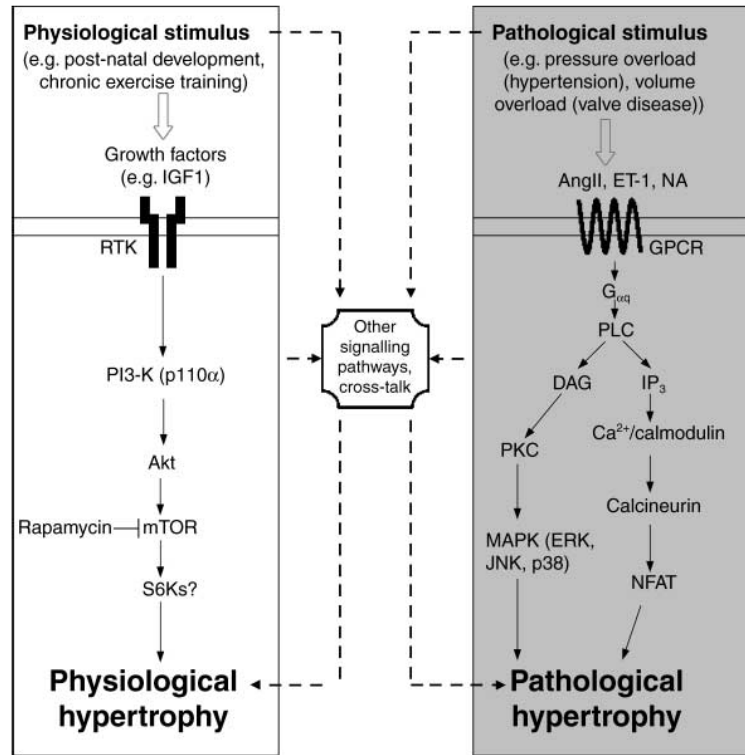 Physiological stimulus
(e.g. post-natal development,
chronic exercise training)
Growth factors
(e.g. IGF1)
RTK
PI3-K (p110α)
Akt
Rapamycin
mTOR
S6Ks?
Physiological
hypertrophy
Other
signalling
pathways,
cross-talk
Pathological stimulus
(e.g. pressure overload
(hypertension), volume
overload (valve disease))
AngII, ET-1, NA
GPCR
Gαq
PLC
DAG
IP3
PKC
Ca2+/calmodulin
Calcineurin
MAPK (ERK,
JNK, p38)
NFAT
Pathological
hypertrophy